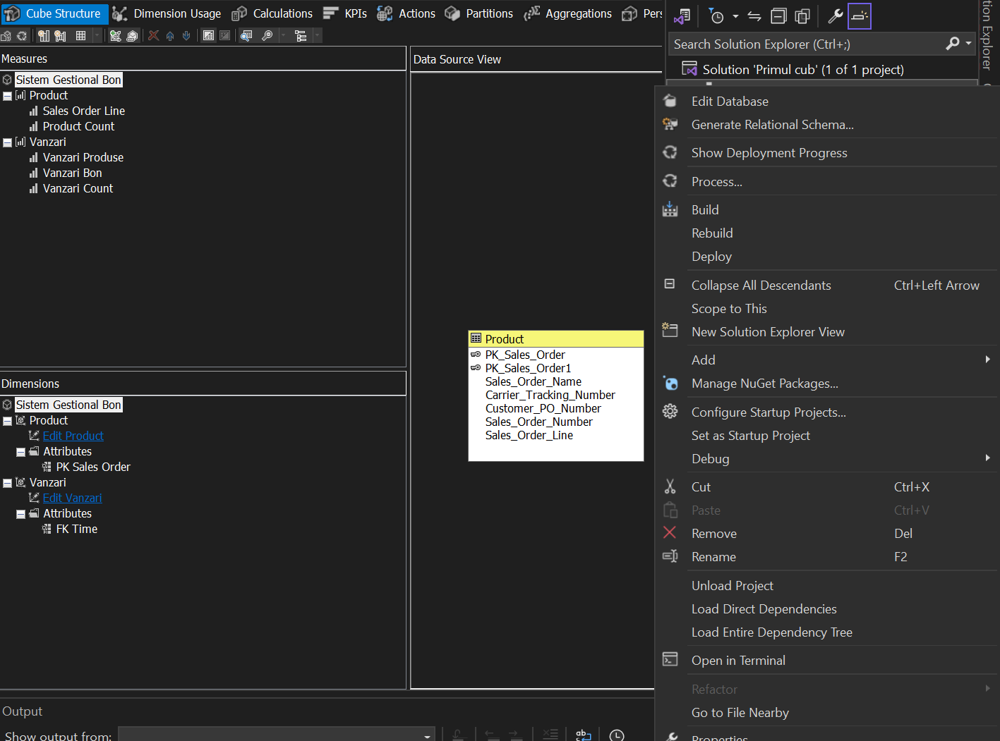 Cube Structure
Dimension Usage
Calculations
KPIs
Actions
Partitions
Aggregations
Measures
Sistem Gestional Bon
Product
Sales Order Line
Product Count
Vanzari
Vanzari Produse
Vanzari Bon
Vanzari Count
Dimensions
Sistem Gestional Bon
Product
Edit Product
Attributes
PK Sales Order
Vanzari
Edit Vanzari
Attributes
FK Time
Data Source View
Product
PK_Sales_Order
PK_Sales_Order1
Sales_Order_Name
Carrier_Tracking_Number
Customer_PO_Number
Sales_Order_Number
Sales_Order_Line
Search Solution Explorer (Ctrl+;)
Solution 'Primul cub' (1 of 1 project)
Explorer
Edit Database
Generate Relational Schema...
Show Deployment Progress
Process...
Build
Rebuild
Deploy
Collapse All Descendants Ctrl+Left Arrow
Scope to This
New Solution Explorer View
Add
Manage NuGet Packages...
Configure Startup Projects...
Set as Startup Project
Debug
Cut Ctrl+X
Paste Ctrl+V
Remove Del
Rename F2
Unload Project
Load Direct Dependencies
Load Entire Dependency Tree
Open in Terminal
Refactor
Go to File Nearby
Properties
Output
Show output from: